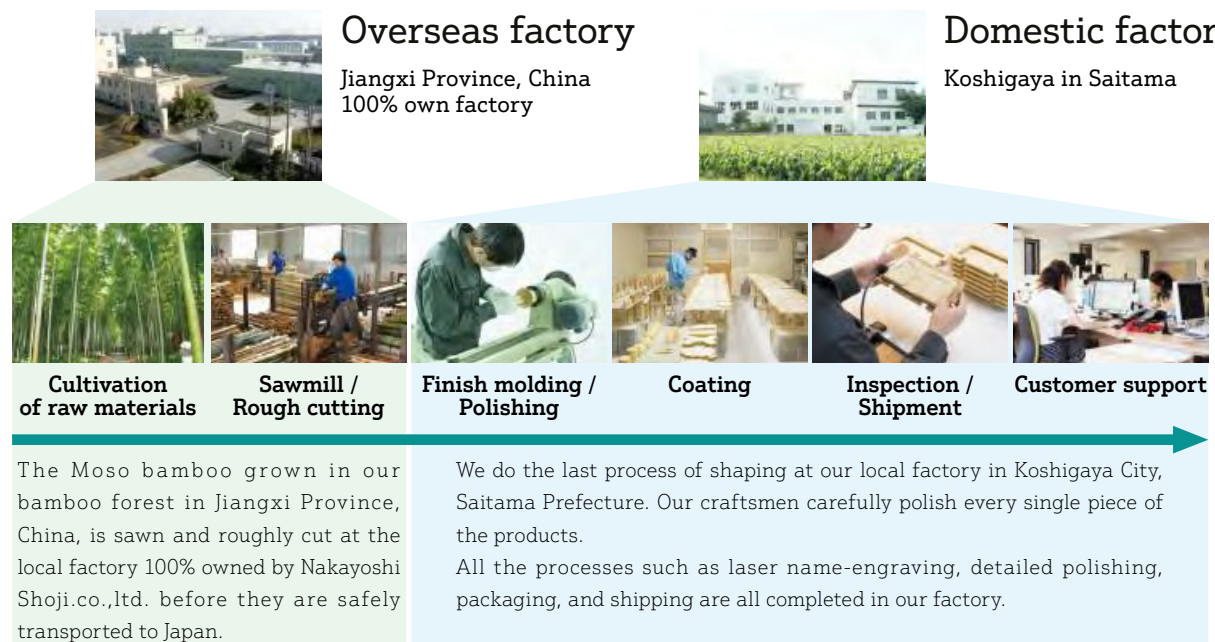 Overseas factory
Jiangxi Province, China
100% own factory
Domestic factor
Koshigaya in Saitama
Cultivation
of raw materials
Sawmill /
Rough cutting
Finish molding /
Polishing
Coating
Inspection /
Shipment
Customer support
The Moso bamboo grown in our
bamboo forest in Jiangxi Province,
China, is sawn and roughly cut at the
local factory 100% owned by Nakayoshi
Shoji.co.,ltd. before they are safely
transported to Japan.
We do the last process of shaping at our local factory in Koshigaya City,
Saitama Prefecture. Our craftsmen carefully polish every single piece of
the products.
All the processes such as laser name-engraving, detailed polishing,
packaging, and shipping are all completed in our factory.